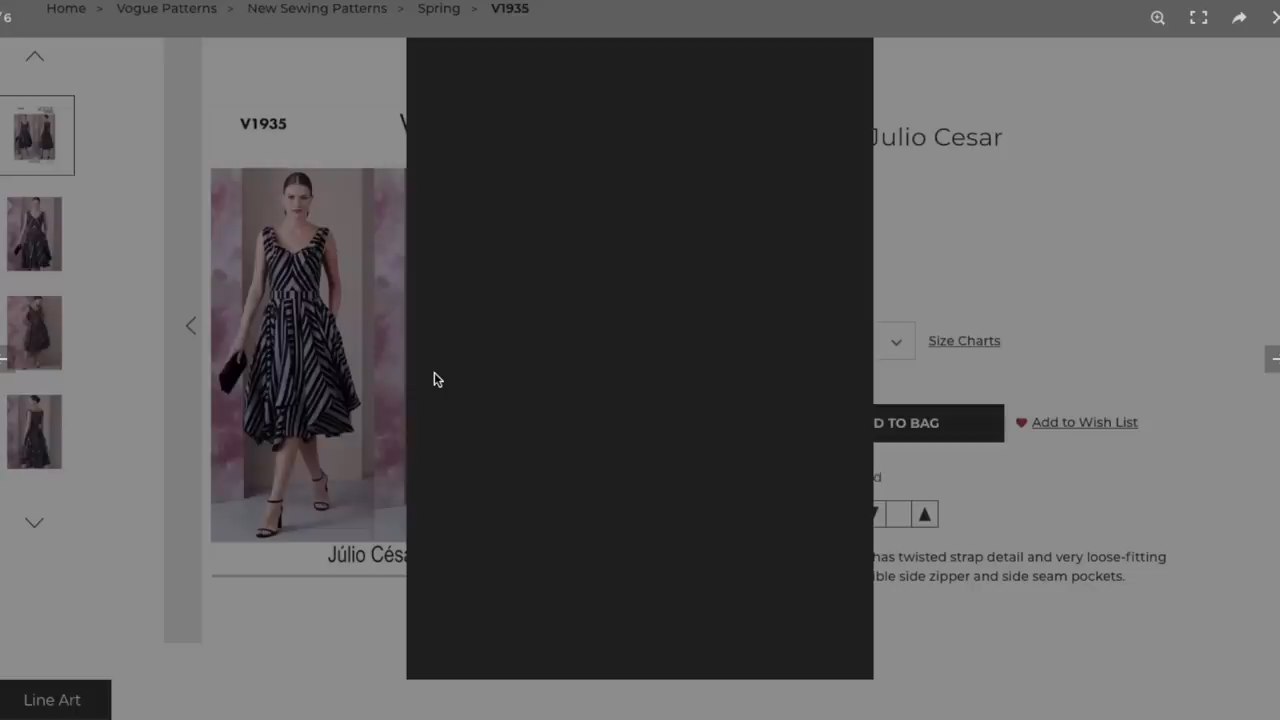 /6
Home > Vogue Patterns > New Sewing Patterns > Spring > V1935
V1935
Julio Cesar
Size Charts
D TO BAG
Add to Wish List
d
Júlio Césa
has twisted strap detail and very loose-fitting
ible side zipper and side seam pockets.
Line Art